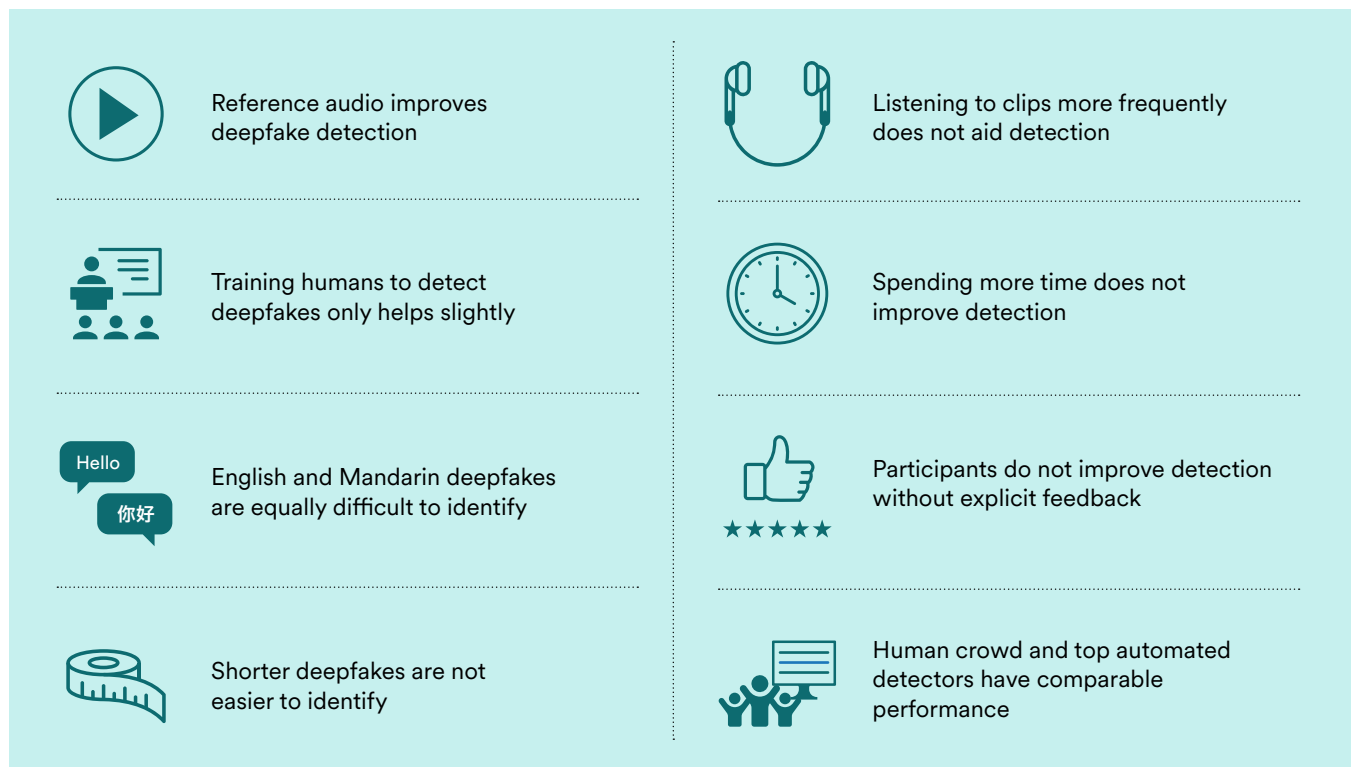 Reference audio improves
deepfake detection
Training humans to detect
deepfakes only helps slightly
Hello
你好
English and Mandarin deepfakes
are equally difficult to identify
Shorter deepfakes are not
easier to identify
Listening to clips more frequently
does not aid detection
Spending more time does not
improve detection
Participants do not improve detection
without explicit feedback
Human crowd and top automated
detectors have comparable
performance